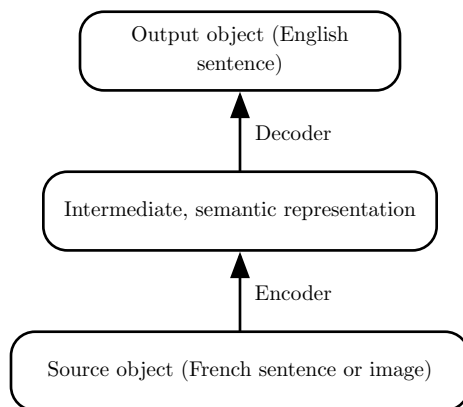 Output object (English
sentence)
Decoder
Intermediate, semantic representation
Encoder
Source object (French sentence or image)